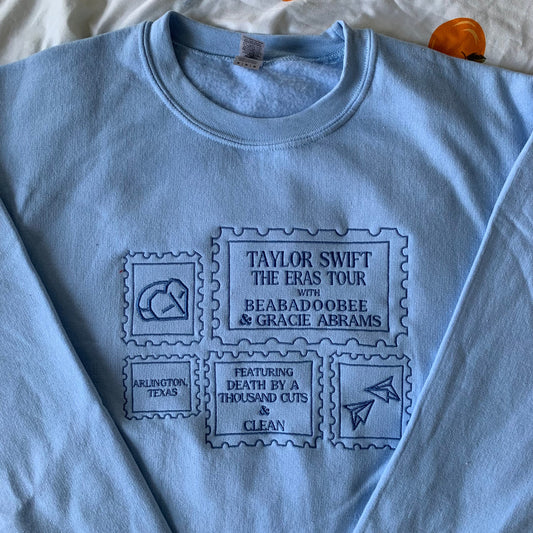 TAYLOR SWIFT
THE ERAS TOUR
WITH
BEABADOOBEE
& GRACIE ABRAMS
ARLINGTON,
TEXAS
FEATURING
DEATH BY A
THOUSAND CUTS
&
CLEAN